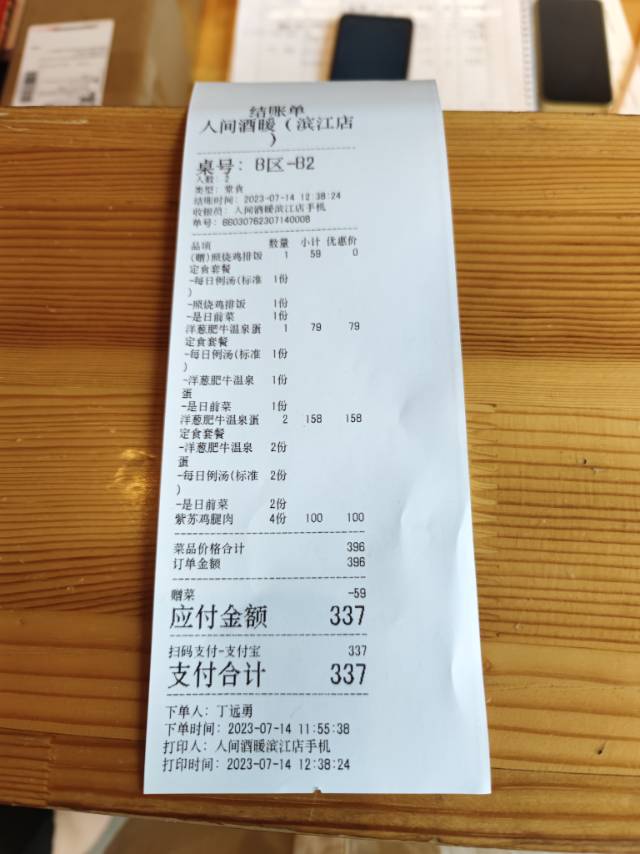 结账单
人间酒暖（滨江店
）
桌号：B区-B2
人数：2
类型：堂食
结账时间：2023-07-14 12:38:24
收银员：人间酒暖滨江店手机
单号：66030762307140008
品项 数量 小计 优惠价
(赠)照烧鸡排饭 1 59 0
定食套餐
-每日例汤(标准 1份
)
-照烧鸡排饭 1份
-是日前菜 1份
洋葱肥牛温泉蛋 1 79 79
定食套餐
-每日例汤(标准 1份
)
-洋葱肥牛温泉 1份
蛋
-是日前菜 1份
洋葱肥牛温泉蛋 2 158 158
定食套餐
-洋葱肥牛温泉 2份
蛋
-每日例汤(标准 2份
)
-是日前菜 2份
紫苏鸡腿肉 4份 100 100
菜品价格合计 396
订单金额 396
赠菜 -59
应付金额 337
扫码支付-支付宝 337
支付合计 337
下单人：丁远勇
下单时间：2023-07-14 11:55:38
打印人：人间酒暖滨江店手机
打印时间：2023-07-14 12:38:24